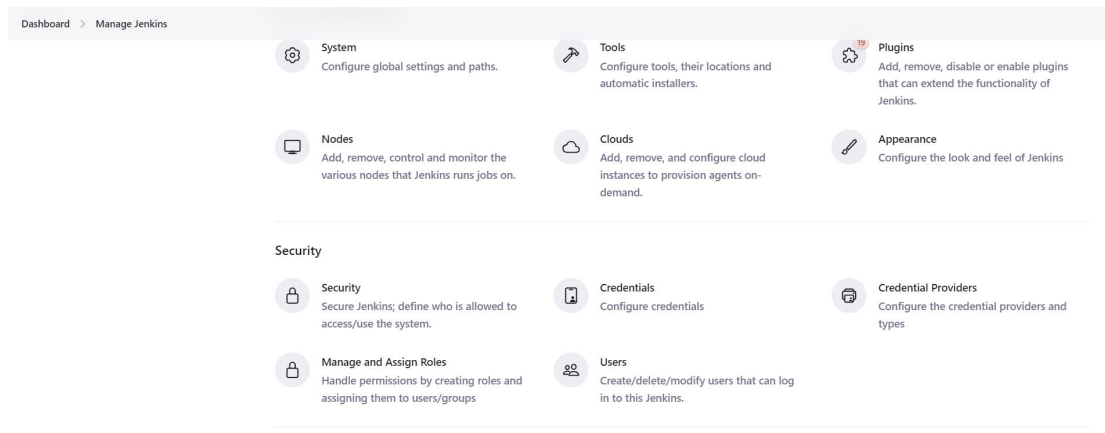 Dashboard > Manage Jenkins
System
Configure global settings and paths.
Tools
Configure tools, their locations and
automatic installers.
19
Plugins
Add, remove, disable or enable plugins
that can extend the functionality of
Jenkins.
Nodes
Add, remove, control and monitor the
various nodes that Jenkins runs jobs on.
Clouds
Add, remove, and configure cloud
instances to provision agents on-
demand.
Appearance
Configure the look and feel of Jenkins
Security
Security
Secure Jenkins; define who is allowed to
access/use the system.
Credentials
Configure credentials
Credential Providers
Configure the credential providers and
types
Manage and Assign Roles
Handle permissions by creating roles and
assigning them to users/groups
Users
Create/delete/modify users that can log
in to this Jenkins.